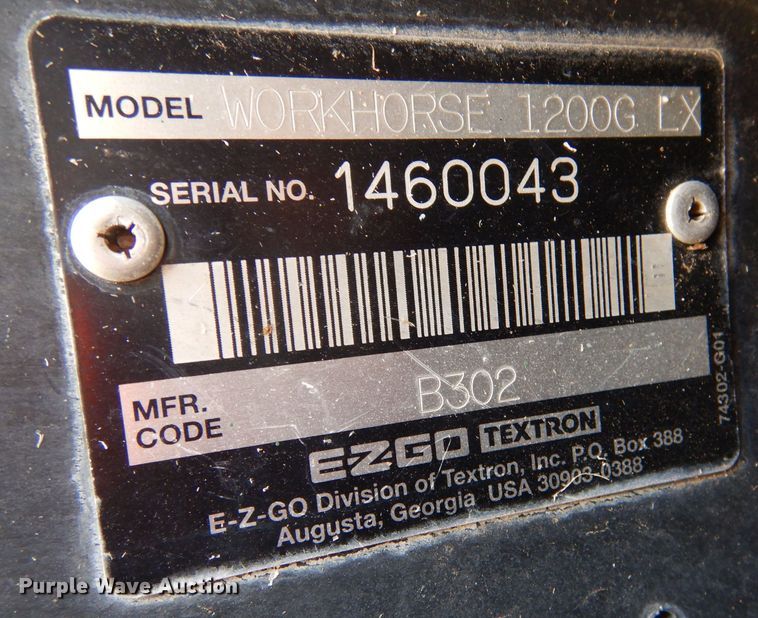 MODEL WORKHORSE 1200G LX
SERIAL NO. 1460043
MFR. CODE B302
74302-G01
E-Z-GO TEXTRON
E-Z-GO Division of Textron, Inc. P.O. Box 388
Augusta, Georgia USA 30903-0388
Purple Wave Auction